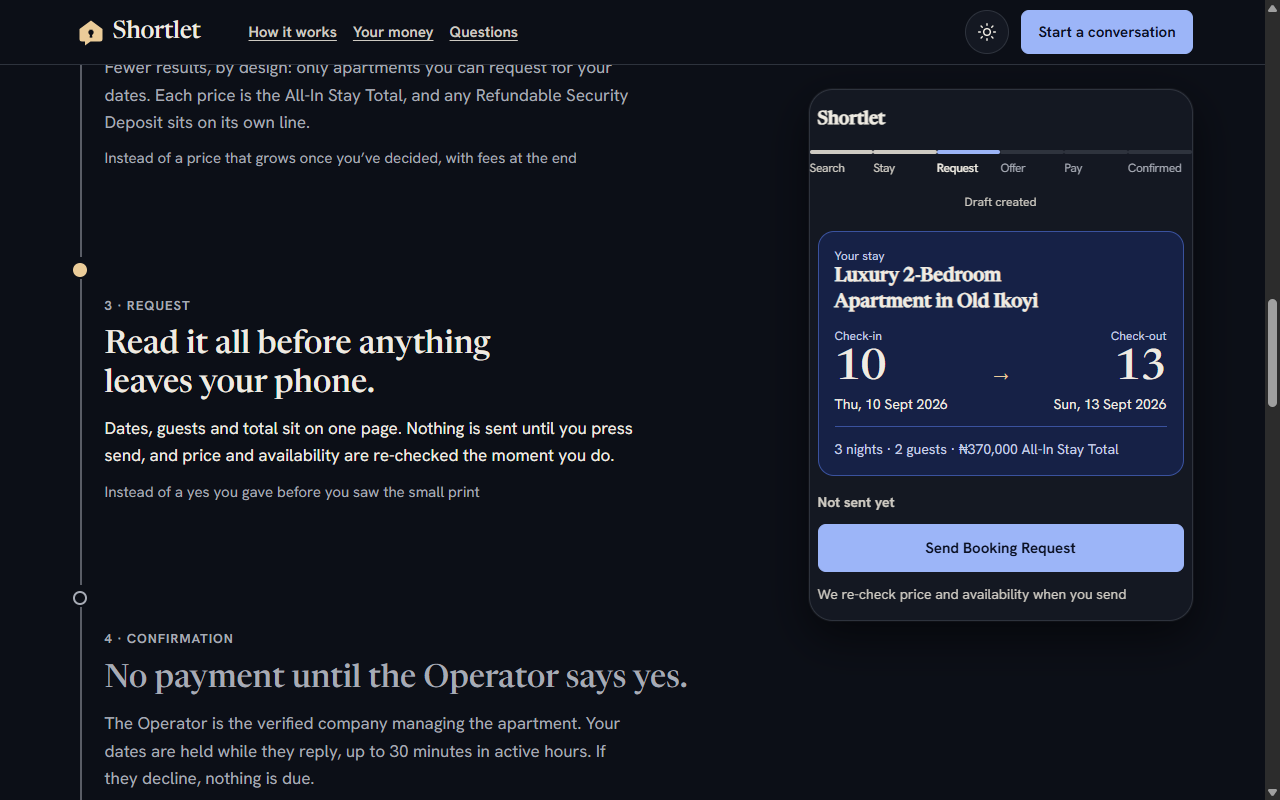 Shortlet
How it works
Your money
Questions
Start a conversation
Fewer results, by design: only apartments you can request for your
dates. Each price is the All-In Stay Total, and any Refundable Security
Deposit sits on its own line.
Instead of a price that grows once you’ve decided, with fees at the end
3 · REQUEST
Read it all before anything
leaves your phone.
Dates, guests and total sit on one page. Nothing is sent until you press
send, and price and availability are re-checked the moment you do.
Instead of a yes you gave before you saw the small print
4 · CONFIRMATION
No payment until the Operator says yes.
The Operator is the verified company managing the apartment. Your
dates are held while they reply, up to 30 minutes in active hours. If
they decline, nothing is due.
Shortlet
Search Stay Request Offer Pay Confirmed
Draft created
Your stay
Luxury 2-Bedroom
Apartment in Old Ikoyi
Check-in Check-out
10 → 13
Thu, 10 Sept 2026 Sun, 13 Sept 2026
3 nights · 2 guests · ₦370,000 All-In Stay Total
Not sent yet
Send Booking Request
We re-check price and availability when you send